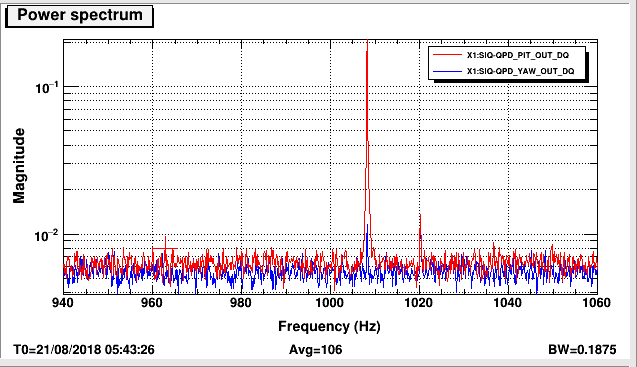 Power spectrum
X1:SIQ-QPD_PIT_OUT_DQ
X1:SIQ-QPD_YAW_OUT_DQ
Magnitude
10⁻¹
10⁻²
940 960 980 1000 1020 1040 1060
Frequency (Hz)
T0=21/08/2018 05:43:26 Avg=106 BW=0.1875